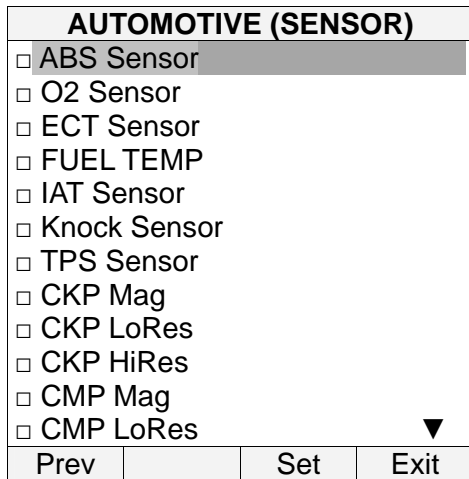 AUTOMOTIVE (SENSOR)
□ ABS Sensor
□ O2 Sensor
□ ECT Sensor
□ FUEL TEMP
□ IAT Sensor
□ Knock Sensor
□ TPS Sensor
□ CKP Mag
□ CKP LoRes
□ CKP HiRes
□ CMP Mag
□ CMP LoRes ▼
Prev Set Exit